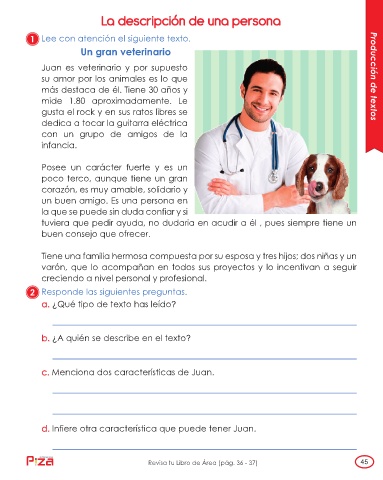 La descripción de una persona
1 Lee con atención el siguiente texto.
Un gran veterinario
Juan es veterinario y por supuesto
su amor por los animales es lo que
más destaca de él. Tiene 30 años y
mide 1.80 aproximadamente. Le
gusta el rock y en sus ratos libres se
dedica a tocar la guitarra eléctrica
con un grupo de amigos de la
infancia.
Posee un carácter fuerte y es un
poco terco, aunque tiene un gran
corazón, es muy amable, solidario y
un buen amigo. Es una persona en
la que se puede sin duda confiar y si
tuviera que pedir ayuda, no dudaría en acudir a él , pues siempre tiene un
buen consejo que ofrecer.
Tiene una familia hermosa compuesta por su esposa y tres hijos; dos niñas y un
varón, que lo acompañan en todos sus proyectos y lo incentivan a seguir
creciendo a nivel personal y profesional.
2 Responde las siguientes preguntas.
a. ¿Qué tipo de texto has leído?
b. ¿A quién se describe en el texto?
c. Menciona dos características de Juan.
d. Infiere otra característica que puede tener Juan.
Revisa tu Libro de Área (pág. 36 - 37)
45
Producción de textos